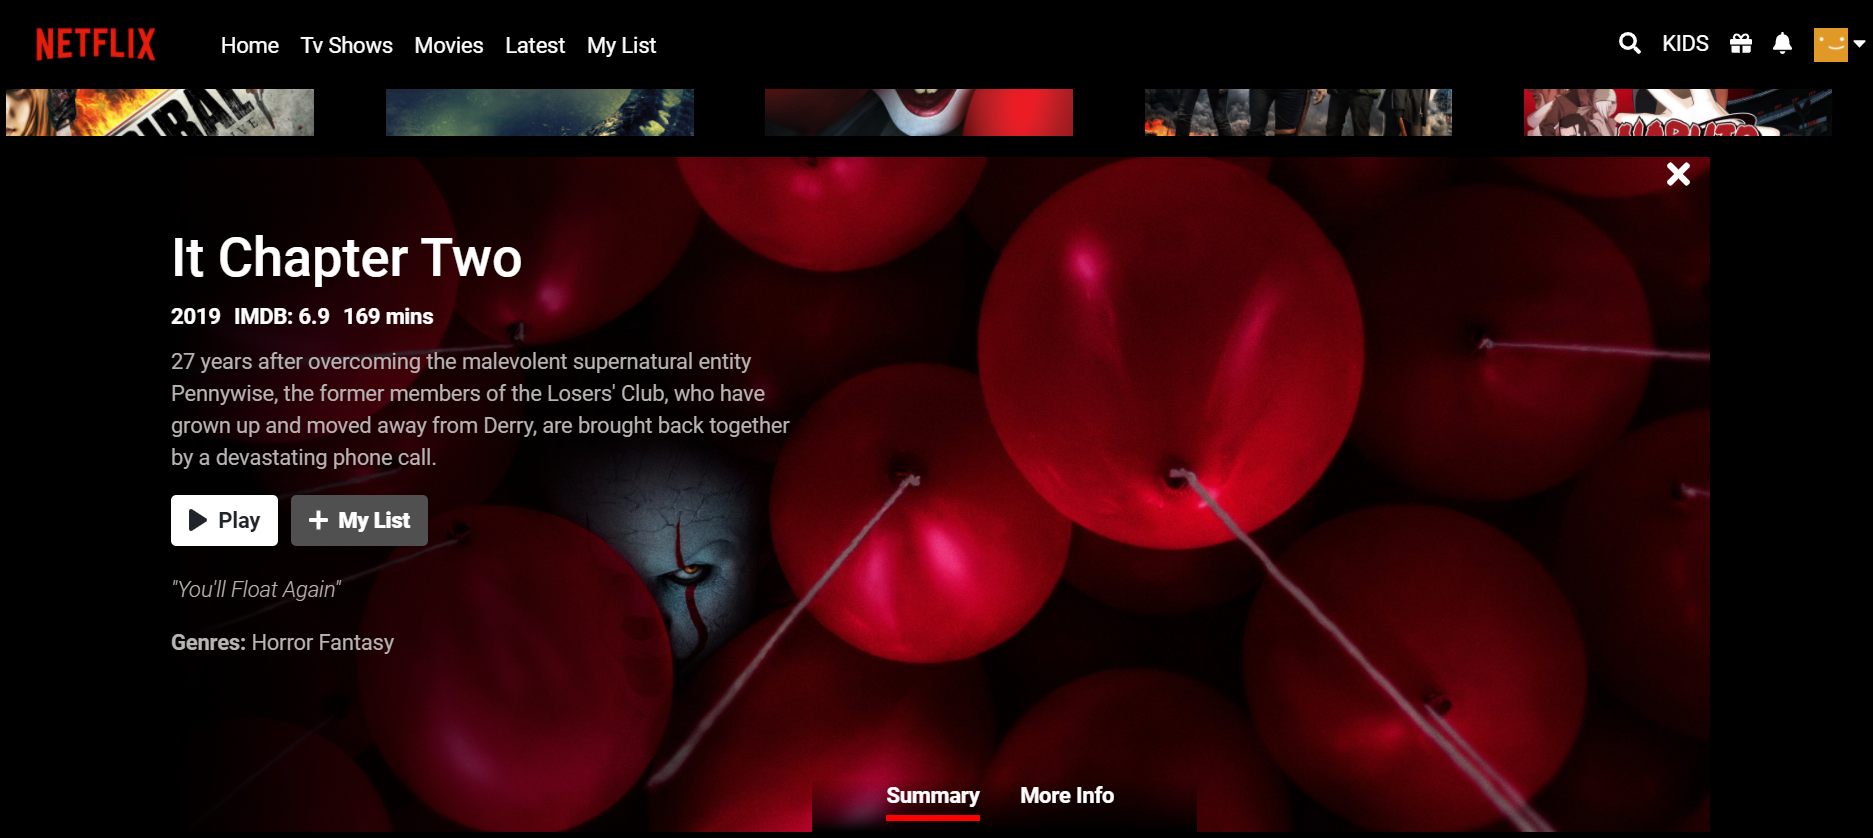 NETFLIX
Home Tv Shows Movies Latest My List
KIDS
NARUTO
It Chapter Two
2019 IMDB: 6.9 169 mins
27 years after overcoming the malevolent supernatural entity
Pennywise, the former members of the Losers' Club, who have
grown up and moved away from Derry, are brought back together
by a devastating phone call.
Play
My List
"You'll Float Again"
Genres: Horror Fantasy
Summary More Info